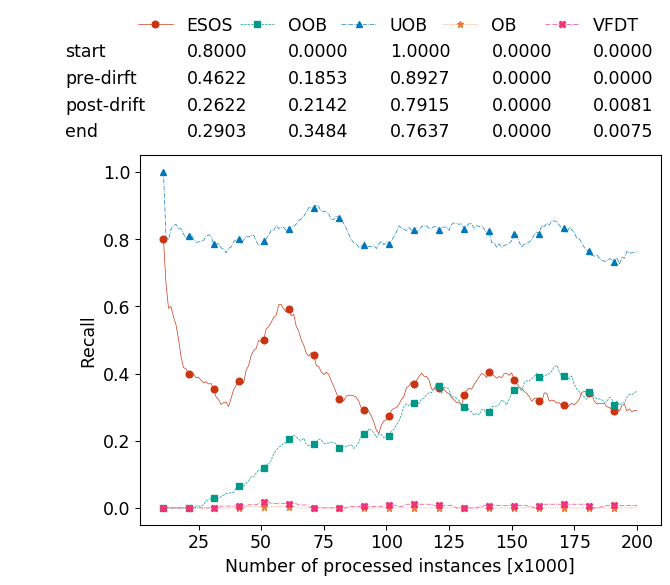 ESOS OOB UOB OB VFDT
start 0.8000 0.0000 1.0000 0.0000 0.0000
pre-dirft 0.4622 0.1853 0.8927 0.0000 0.0000
post-drift 0.2622 0.2142 0.7915 0.0000 0.0081
end 0.2903 0.3484 0.7637 0.0000 0.0075
1.0
0.8
0.6
0.4
0.2
0.0
Recall
25 50 75 100 125 150 175 200
Number of processed instances [x1000]